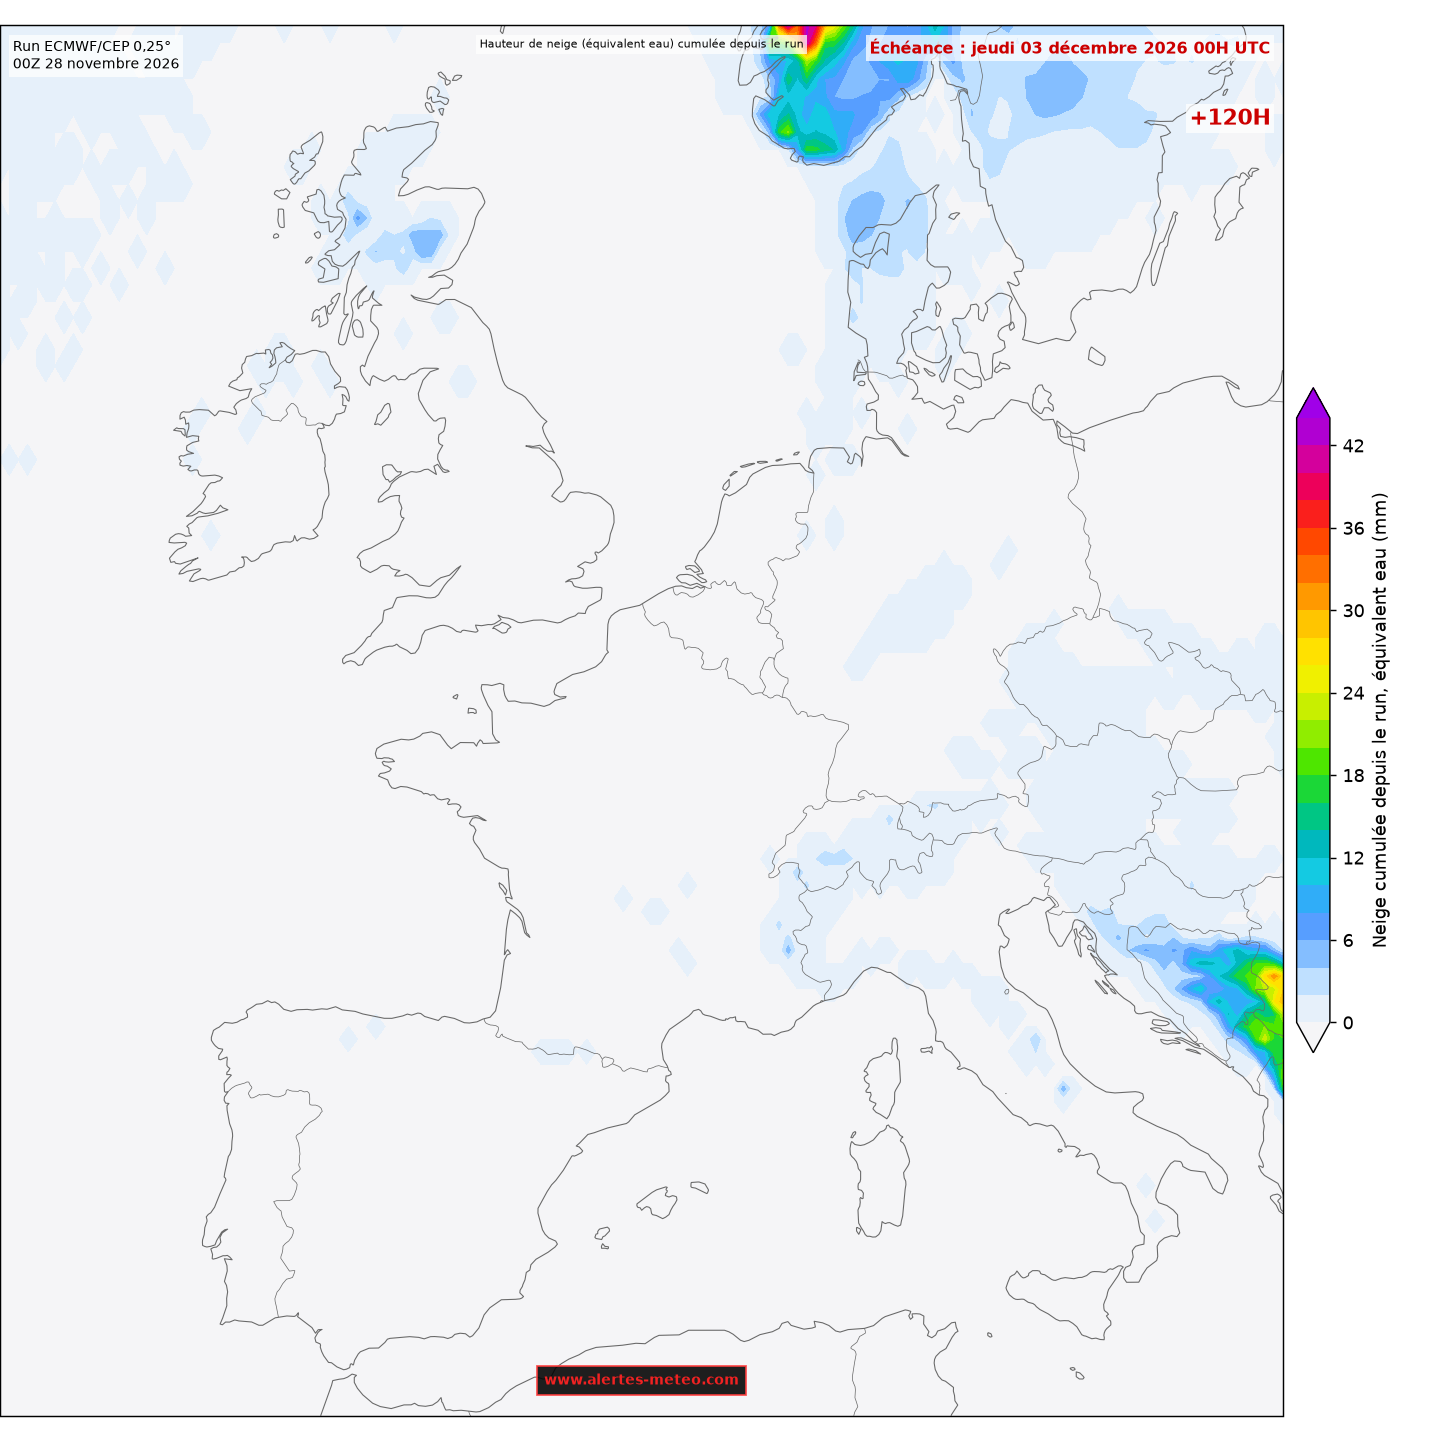 Run ECMWF/CEP 0,25°
00Z 28 novembre 2026
Hauteur de neige (équivalent eau) cumulée depuis le run
Échéance : jeudi 03 décembre 2026 00H UTC
+120H
42
36
30
24
18
12
6
0
Neige cumulée depuis le run, équivalent eau (mm)
www.alertes-meteo.com